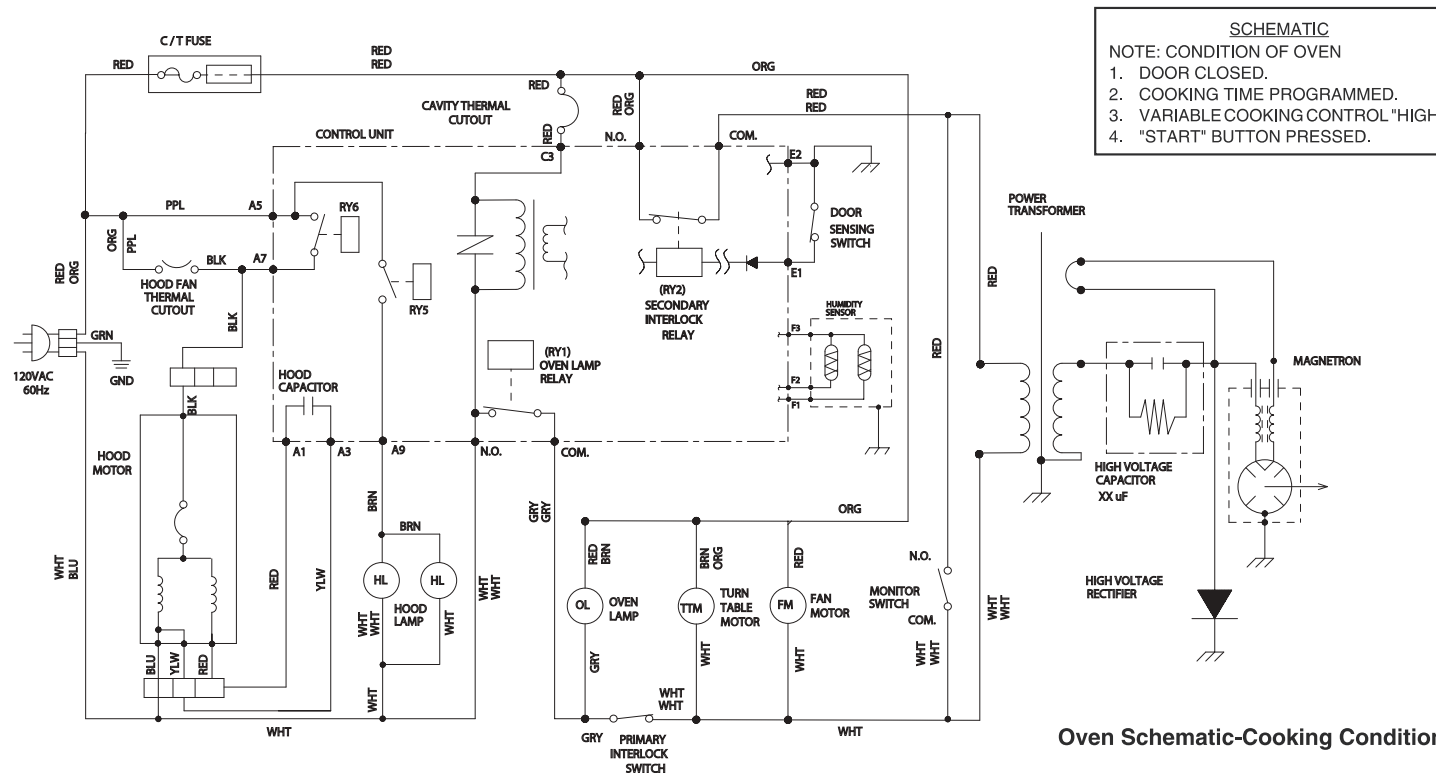 SCHEMATIC
NOTE: CONDITION OF OVEN
1. DOOR CLOSED.
2. COOKING TIME PROGRAMMED.
3. VARIABLE COOKING CONTROL "HIGH
4. "START" BUTTON PRESSED.
C/T FUSE
RED
RED
RED
ORG
RED
CAVITY THERMAL
CUTOUT
RED
C3
RED
ORG
RED
RED
N.O.
COM.
CONTROL UNIT
E2
PPL
A5
RY6
ORG
PPL
BLK
A7
HOOD FAN
THERMAL
CUTOUT
RED
ORG
BLK
RY5
DOOR
SENSING
SWITCH
E1
(RY2)
SECONDARY
INTERLOCK
RELAY
POWER
TRANSFORMER
RED
HUMIDITY
SENSOR
F3
F2
F1
GRN
GND
120VAC
60Hz
(RY1)
OVEN LAMP
RELAY
HOOD
CAPACITOR
BLK
RED
MAGNETRON
A1
A3
A9
N.O.
COM.
HOOD
MOTOR
HIGH VOLTAGE
CAPACITOR
XX uF
BRN
BRN
GRY
GRY
ORG
WHT
BLU
RED
YLW
HL
HL
HOOD
LAMP
WHT
WHT
WHT
WHT
WHT
RED
BRN
OL
OVEN
LAMP
BRN
ORG
TTM
TURN
TABLE
MOTOR
RED
FM
FAN
MOTOR
N.O.
MONITOR
SWITCH
COM.
WHT
WHT
WHT
WHT
HIGH VOLTAGE
RECTIFIER
BLU
YLW
RED
WHT
GRY
WHT
WHT
WHT
WHT
WHT
GRY
PRIMARY
INTERLOCK
SWITCH
WHT
Oven Schematic-Cooking Condition